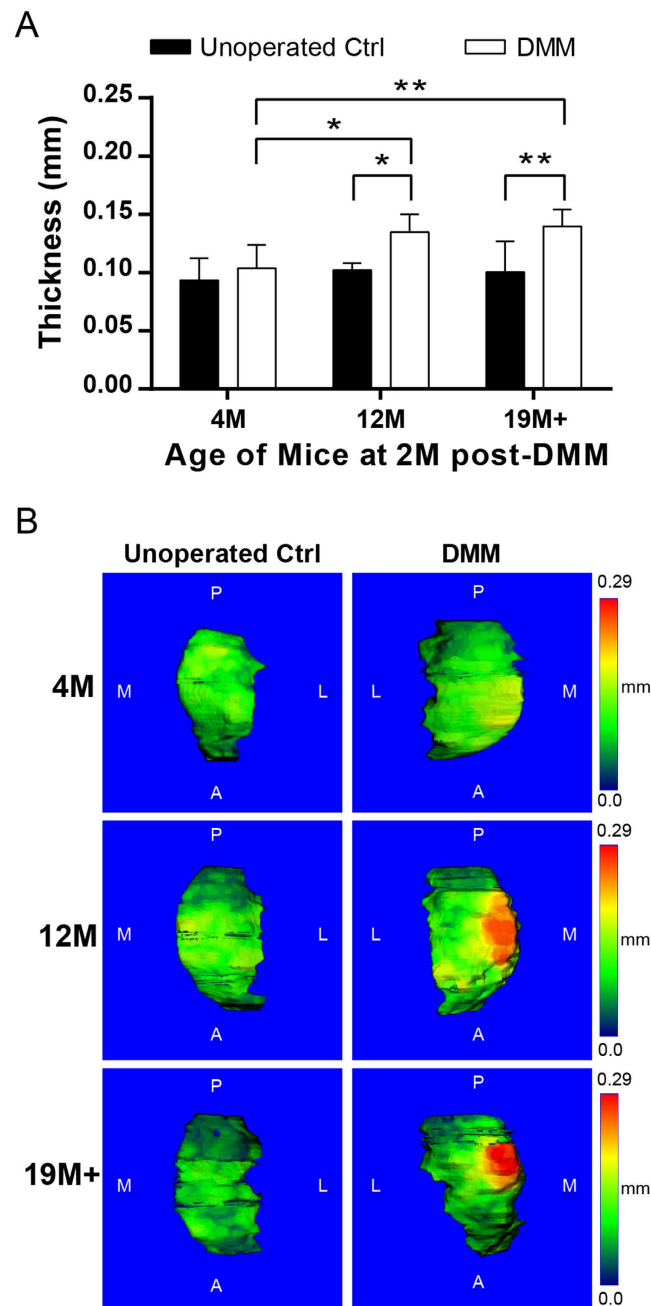 A
Unoperated Ctrl DMM
Thickness (mm)
0.25
0.20
0.15
0.10
0.05
0.00
**
*
*
**
4M 12M 19M+
Age of Mice at 2M post-DMM
B
Unoperated Ctrl DMM
4M
P
M L
A
P
L M
A
0.29
mm
0.0
12M
P
M L
A
P
L M
A
0.29
mm
0.0
19M+
P
M L
A
P
L M
A
0.29
mm
0.0